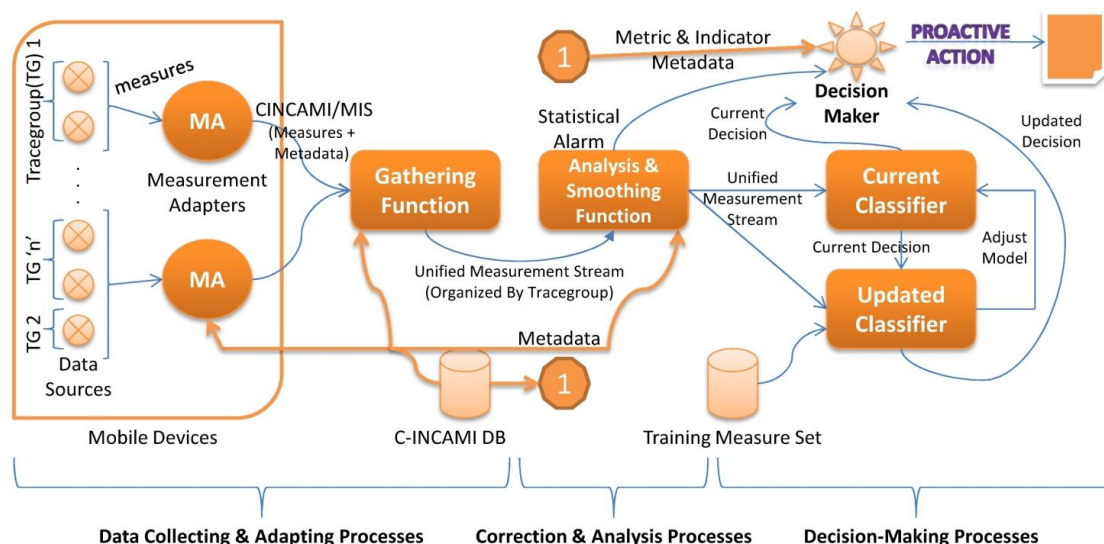 Tracegroup(TG) 1
measures
MA
CINCAMI/MIS
(Measures +
Metadata)
Measurement
Adapters
.
.
.
TG ‘n’
MA
TG 2
Data
Sources
Mobile Devices
Gathering
Function
Unified Measurement Stream
(Organized By Tracegroup)
Metadata
C-INCAMI DB
1
1
Metric & Indicator
Metadata
Statistical
Alarm
Analysis &
Smoothing
Function
Decision
Maker
PROACTIVE
ACTION
Current
Decision
Updated
Decision
Unified
Measurement
Stream
Current
Classifier
Current Decision
Adjust
Model
Updated
Classifier
Training Measure Set
Data Collecting & Adapting Processes
Correction & Analysis Processes
Decision-Making Processes